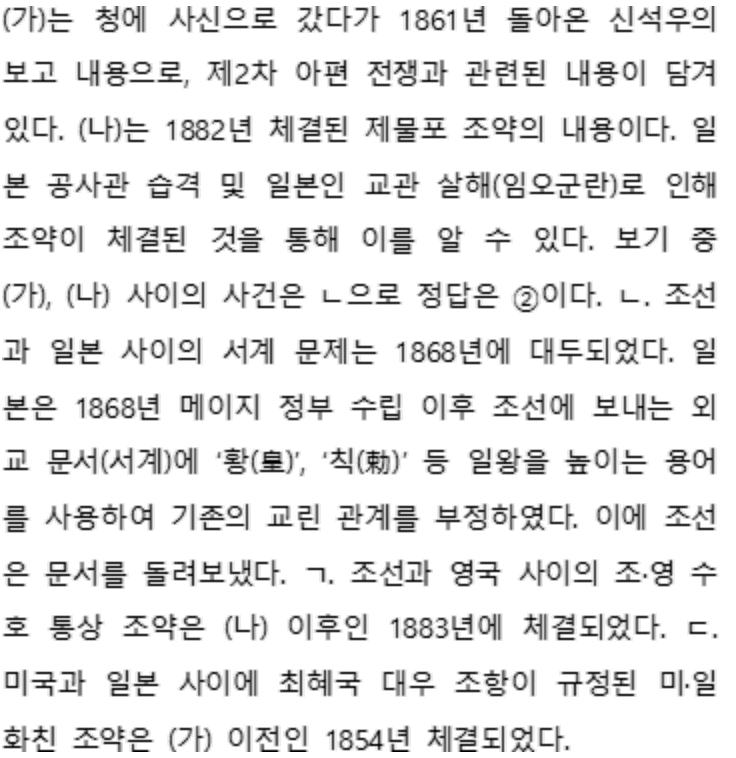 (가)는 청에 사신으로 갔다가 1861년 돌아온 신석우의
보고 내용으로, 제2차 아편 전쟁과 관련된 내용이 담겨
있다. (나)는 1882년 체결된 제물포 조약의 내용이다. 일
본 공사관 습격 및 일본인 교관 살해(임오군란)로 인해
조약이 체결된 것을 통해 이를 알 수 있다. 보기 중
(가), (나) 사이의 사건은 ㄴ으로 정답은 ②이다. ㄴ. 조선
과 일본 사이의 서계 문제는 1868년에 대두되었다. 일
본은 1868년 메이지 정부 수립 이후 조선에 보내는 외
교 문서(서계)에 ‘황(皇)’, ‘칙(勅)’ 등 일왕을 높이는 용어
를 사용하여 기존의 교린 관계를 부정하였다. 이에 조선
은 문서를 돌려보냈다. ㄱ. 조선과 영국 사이의 조·영 수
호 통상 조약은 (나) 이후인 1883년에 체결되었다. ㄷ.
미국과 일본 사이에 최혜국 대우 조항이 규정된 미·일
화친 조약은 (가) 이전인 1854년 체결되었다.